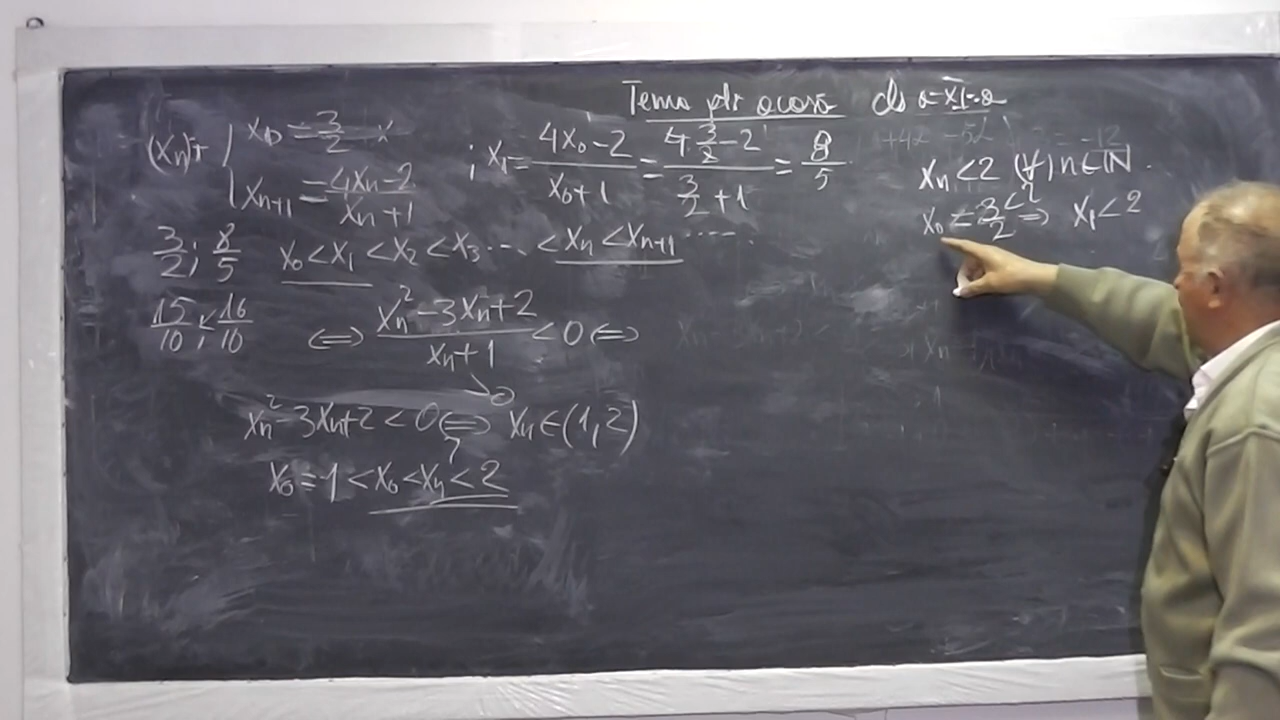 Tema ptr acasă
(xₙ): { x₀ = 3/2
xₙ₊₁ = (4xₙ-2)/(xₙ+1) ; x₁ = (4x₀-2)/(x₀+1) = (4·3/2-2)/(3/2+1) = 8/5
3/2 ; 8/5 x₀<x₁<x₂<x₃... <xₙ<xₙ₊₁ ....
15/10 < 16/10 ⇔ (xₙ²-3xₙ+2)/(xₙ+1) < 0 ⇔
>0
xₙ²-3xₙ+2<0 ⇔ xₙ∈(1,2)
1<x₀<xₙ<2
xₙ<2 (∀) n∈ℕ.
x₀ = 3/2 <2 ⇒ x₁<2